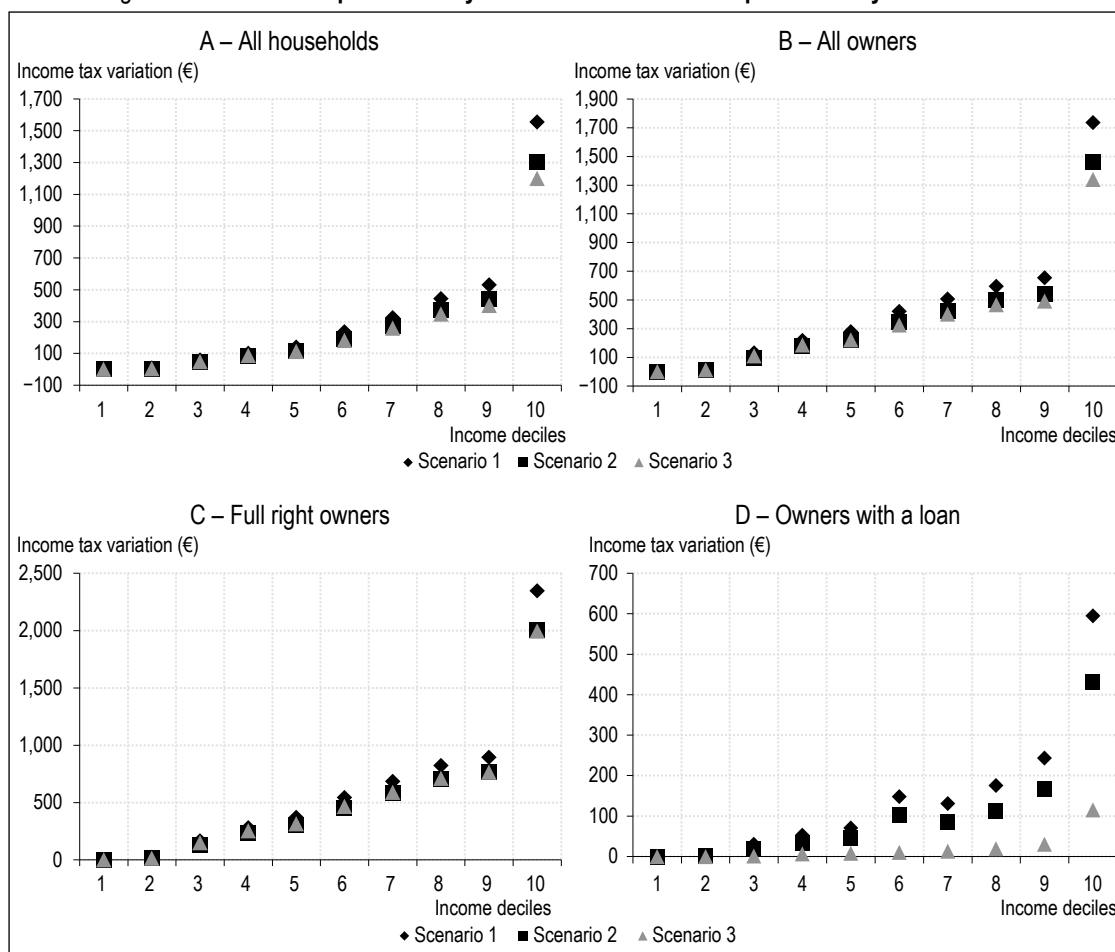 A – All households
Income tax variation (€)
1,700
1,500
1,300
1,100
900
700
500
300
100
−100
1 2 3 4 5 6 7 8 9 10
Income deciles
Scenario 1 Scenario 2 Scenario 3
B – All owners
Income tax variation (€)
1,900
1,700
1,500
1,300
1,100
900
700
500
300
100
−100
1 2 3 4 5 6 7 8 9 10
Income deciles
C – Full right owners
Income tax variation (€)
2,500
2,000
1,500
1,000
500
0
1 2 3 4 5 6 7 8 9 10
Income deciles
D – Owners with a loan
Income tax variation (€)
700
600
500
400
300
200
100
0
1 2 3 4 5 6 7 8 9 10
Income deciles
Scenario 1 Scenario 2 Scenario 3